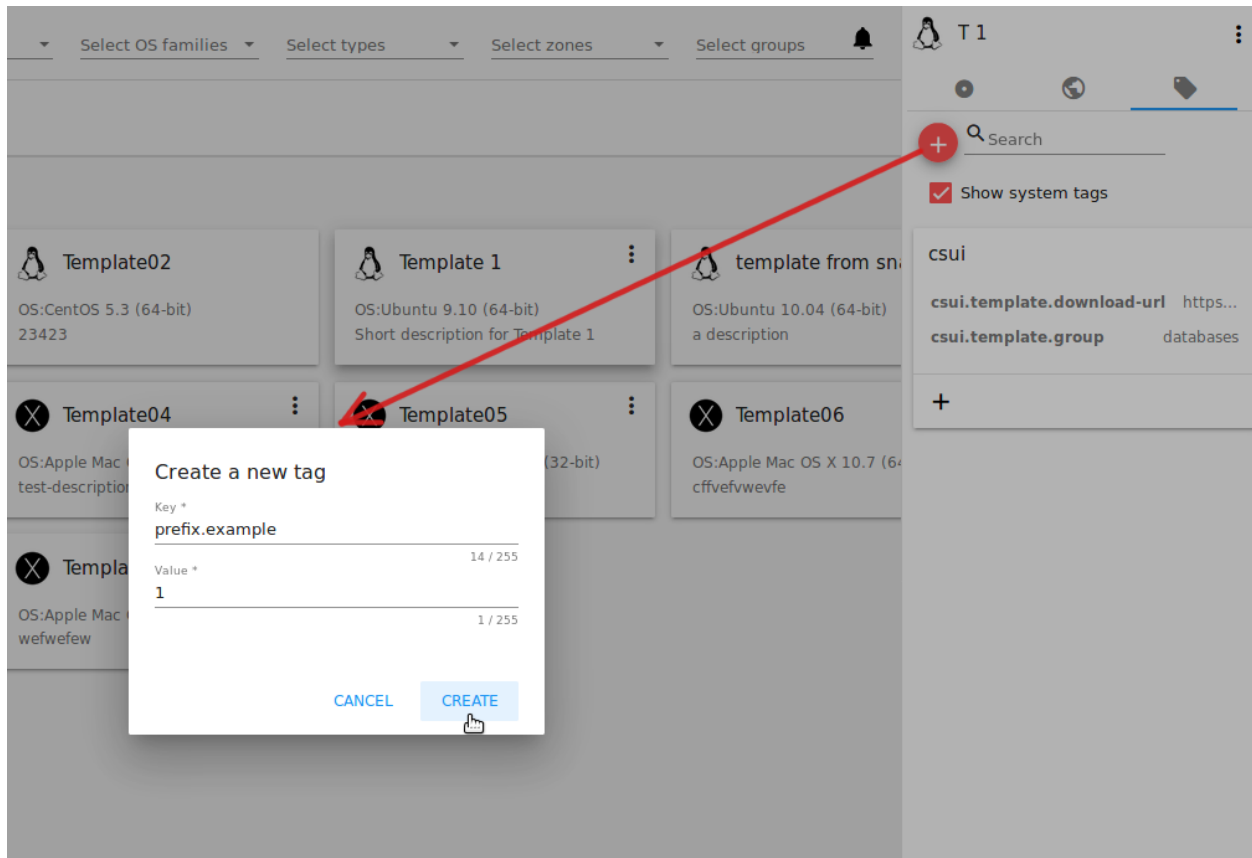 Select OS families
Select types
Select zones
Select groups
T 1
Search
Show system tags
csui
csui.template.download-url https...
csui.template.group databases
Template02
OS:CentOS 5.3 (64-bit)
23423
Template 1
OS:Ubuntu 9.10 (64-bit)
Short description for Template 1
template from sna
OS:Ubuntu 10.04 (64-bit)
a description
Template04
OS:Apple Mac
test-description
Template05
(32-bit)
Template06
OS:Apple Mac OS X 10.7 (64
cffvefvwevfe
Templa
OS:Apple Mac
wefwefew
Create a new tag
Key *
prefix.example
14 / 255
Value *
1
1 / 255
CANCEL
CREATE